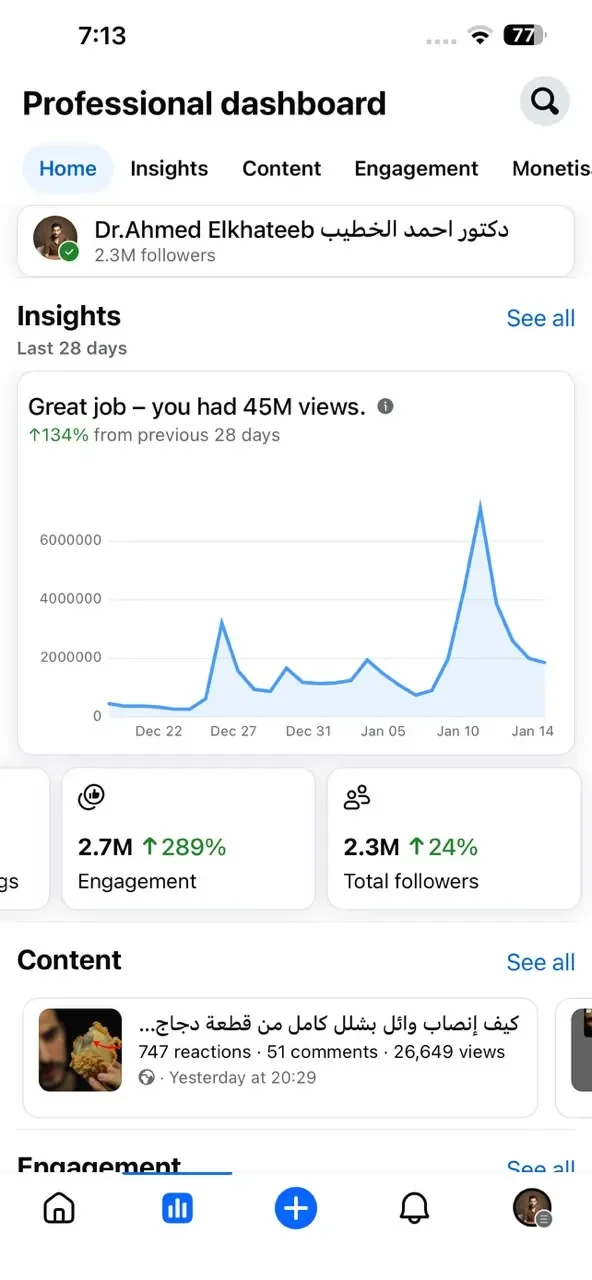 7:13
77
Professional dashboard
Home Insights Content Engagement Monetis
Dr.Ahmed Elkhateeb دكتور احمد الخطيب
2.3M followers
Insights See all
Last 28 days
Great job – you had 45M views.
↑134% from previous 28 days
6000000
4000000
2000000
0
Dec 22 Dec 27 Dec 31 Jan 05 Jan 10 Jan 14
gs
2.7M ↑289%
Engagement
2.3M ↑24%
Total followers
Content See all
كيف إنصاب وائل بشلل كامل من قطعة دجاج...
747 reactions · 51 comments · 26,649 views
· Yesterday at 20:29
Engagement See all